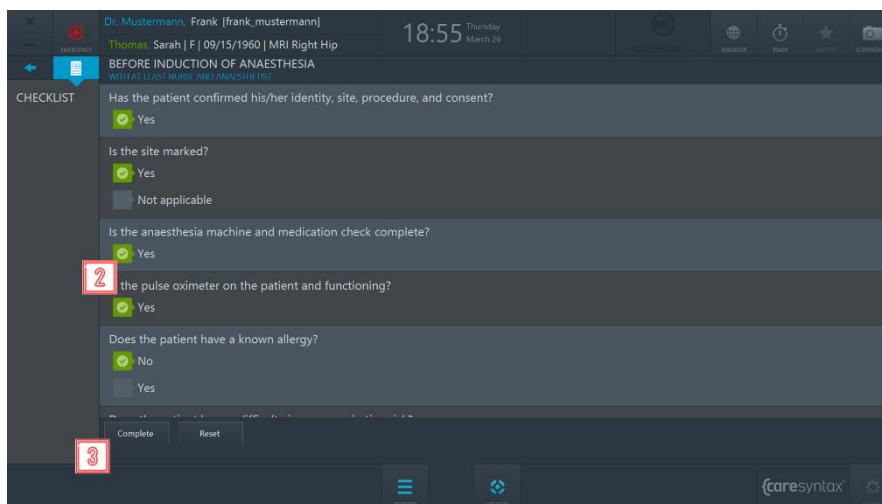 Dr. Mustermann, Frank [frank_mustermann]
Thomas, Sarah | F | 09/15/1960 | MRI Right Hip
18:55 Thursday
March 26
EMERGENCY
BROWSER
TIMER
BEFORE INDUCTION OF ANAESTHESIA
WITH AT LEAST NURSE AND ANAESTHETIST
CHECKLIST
Has the patient confirmed his/her identity, site, procedure, and consent?
Yes
Is the site marked?
Yes
Not applicable
Is the anaesthesia machine and medication check complete?
Yes
2
the pulse oximeter on the patient and functioning?
Yes
Does the patient have a known allergy?
No
Yes
Complete
Reset
3
{caresyntax